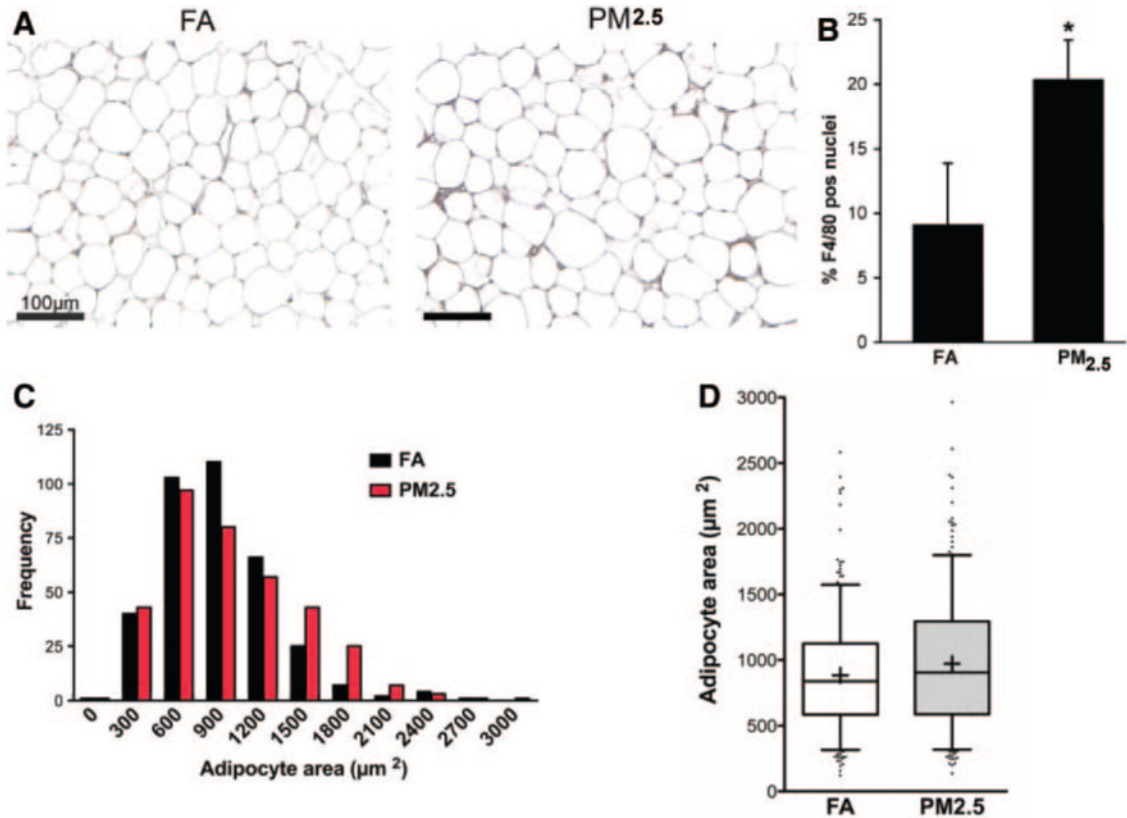 A
FA
PM2.5
100µm
B
25
20
15
10
5
0
% F4/80 pos nuclei
*
FA
PM2.5
C
125
100
75
50
25
0
Frequency
FA
PM2.5
0
300
600
900
1200
1500
1800
2100
2400
2700
3000
Adipocyte area (µm ²)
D
3000
2500
2000
1500
1000
500
0
Adipocyte area (µm ²)
+
+
FA
PM2.5